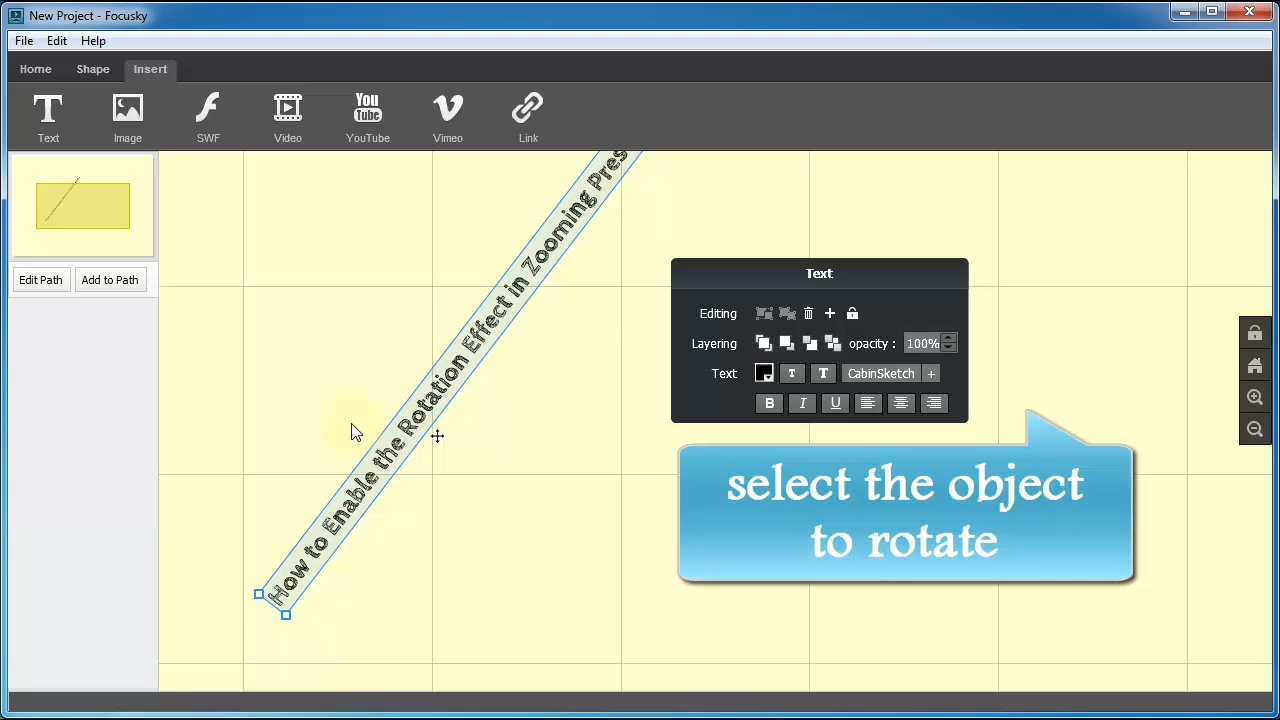 New Project - Focusky
File Edit Help
Home Shape Insert
Text Image SWF Video YouTube Vimeo Link
You
Tube
Edit Path Add to Path
How to Enable the Rotation Effect in Zooming Pres
Text
Editing
Layering opacity : 100%
Text T T CabinSketch +
B I U
select the object
to rotate